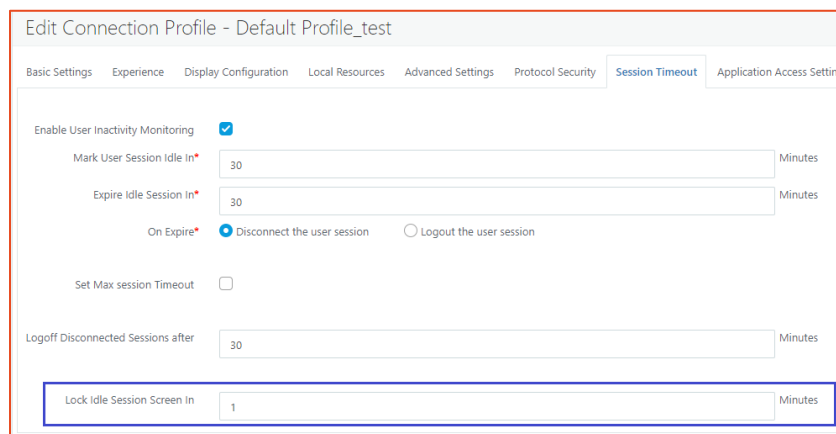 Edit Connection Profile - Default Profile_test
Basic Settings Experience Display Configuration Local Resources Advanced Settings Protocol Security Session Timeout Application Access Settin
Enable User Inactivity Monitoring
Mark User Session Idle In* 30 Minutes
Expire Idle Session In* 30 Minutes
On Expire* Disconnect the user session Logout the user session
Set Max session Timeout
Logoff Disconnected Sessions after 30 Minutes
Lock Idle Session Screen In 1 Minutes